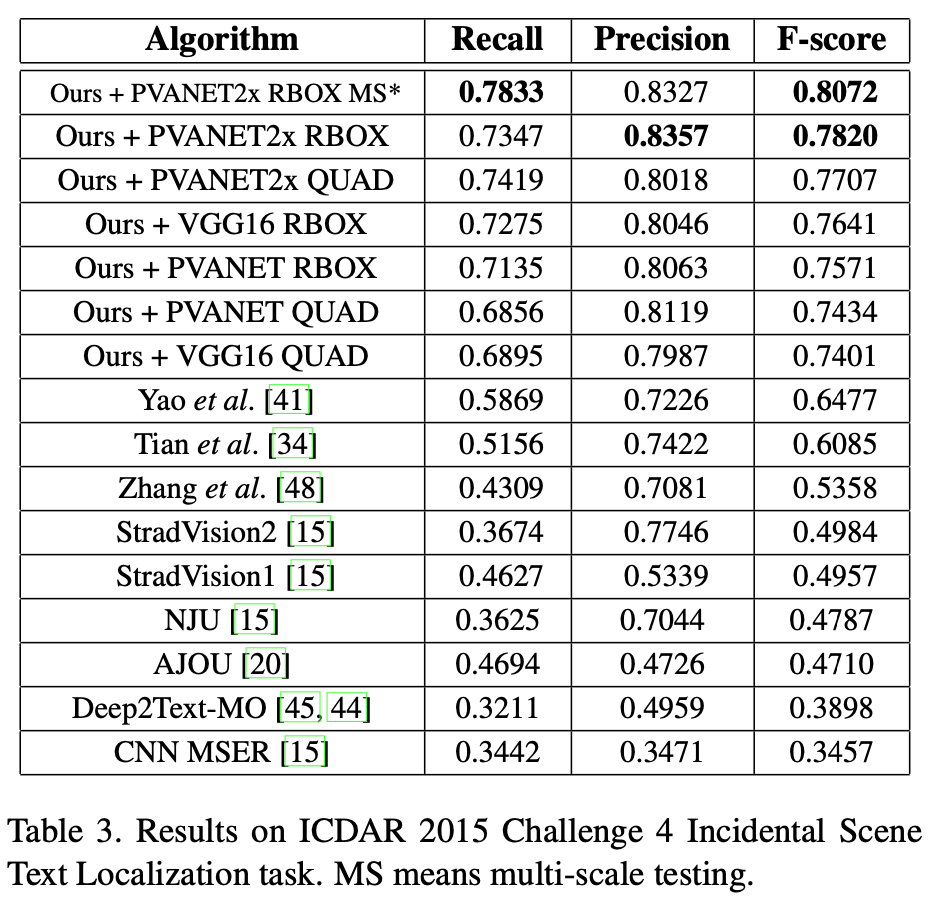 Algorithm Recall Precision F-score
Ours + PVANET2x RBOX MS* 0.7833 0.8327 0.8072
Ours + PVANET2x RBOX 0.7347 0.8357 0.7820
Ours + PVANET2x QUAD 0.7419 0.8018 0.7707
Ours + VGG16 RBOX 0.7275 0.8046 0.7641
Ours + PVANET RBOX 0.7135 0.8063 0.7571
Ours + PVANET QUAD 0.6856 0.8119 0.7434
Ours + VGG16 QUAD 0.6895 0.7987 0.7401
Yao et al. [41] 0.5869 0.7226 0.6477
Tian et al. [34] 0.5156 0.7422 0.6085
Zhang et al. [48] 0.4309 0.7081 0.5358
StradVision2 [15] 0.3674 0.7746 0.4984
StradVision1 [15] 0.4627 0.5339 0.4957
NJU [15] 0.3625 0.7044 0.4787
AJOU [20] 0.4694 0.4726 0.4710
Deep2Text-MO [45, 44] 0.3211 0.4959 0.3898
CNN MSER [15] 0.3442 0.3471 0.3457
Table 3. Results on ICDAR 2015 Challenge 4 Incidental Scene
Text Localization task. MS means multi-scale testing.